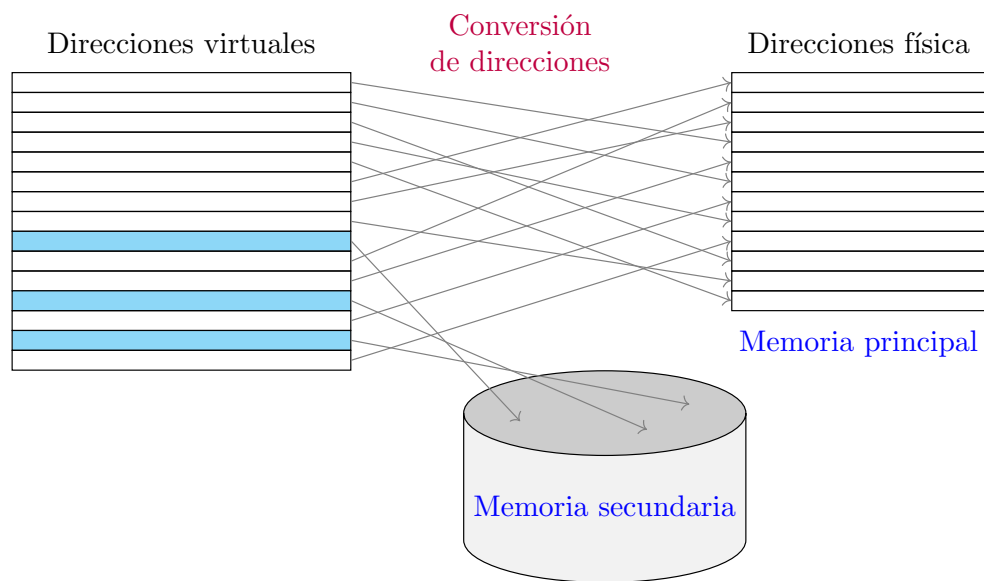 Direcciones virtuales
Conversión
de direcciones
Direcciones física
Memoria principal
Memoria secundaria